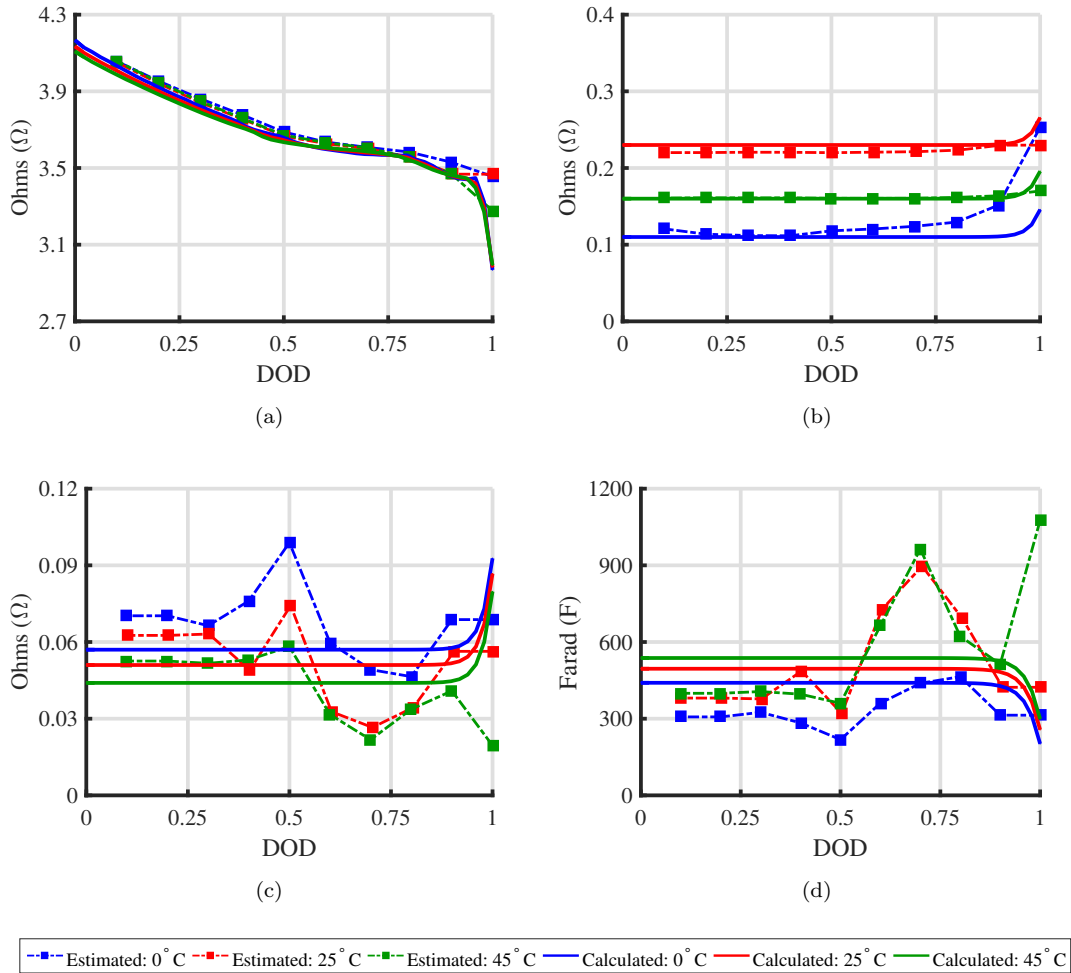 4.3
3.9
3.5
3.1
2.7
Ohms (Ω)
0 0.25 0.5 0.75 1
DOD
(a)
0.4
0.3
0.2
0.1
0
Ohms (Ω)
0 0.25 0.5 0.75 1
DOD
(b)
0.12
0.09
0.06
0.03
0
Ohms (Ω)
0 0.25 0.5 0.75 1
DOD
(c)
1200
900
600
300
0
Farad (F)
0 0.25 0.5 0.75 1
DOD
(d)
Estimated: 0°C Estimated: 25°C Estimated: 45°C Calculated: 0°C Calculated: 25°C Calculated: 45°C